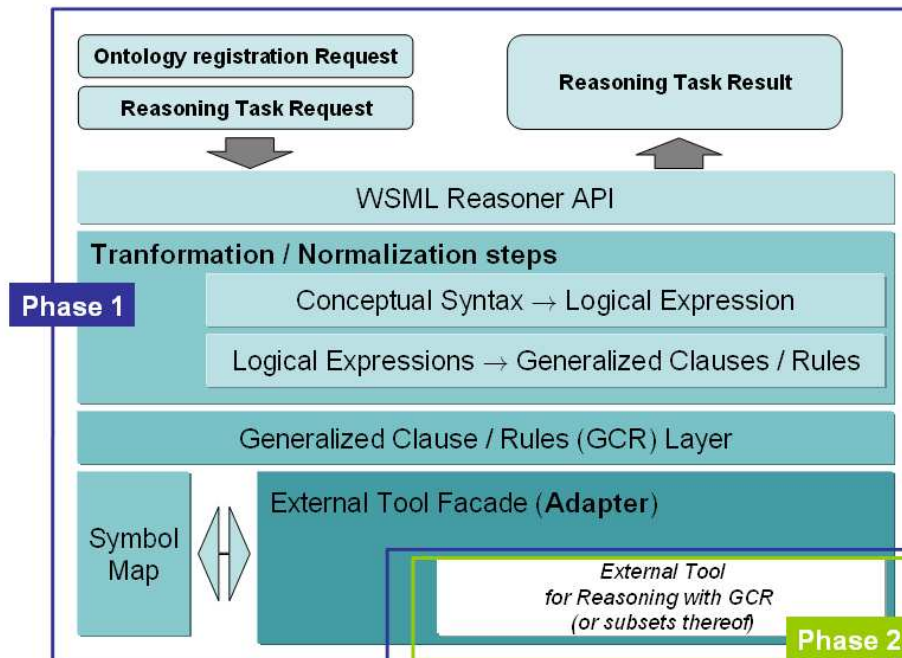 Ontology registration Request
Reasoning Task Request
Reasoning Task Result
WSML Reasoner API
Tranformation / Normalization steps
Phase 1
Conceptual Syntax → Logical Expression
Logical Expressions → Generalized Clauses / Rules
Generalized Clause / Rules (GCR) Layer
Symbol
Map
External Tool Facade (Adapter)
External Tool
for Reasoning with GCR
(or subsets thereof)
Phase 2